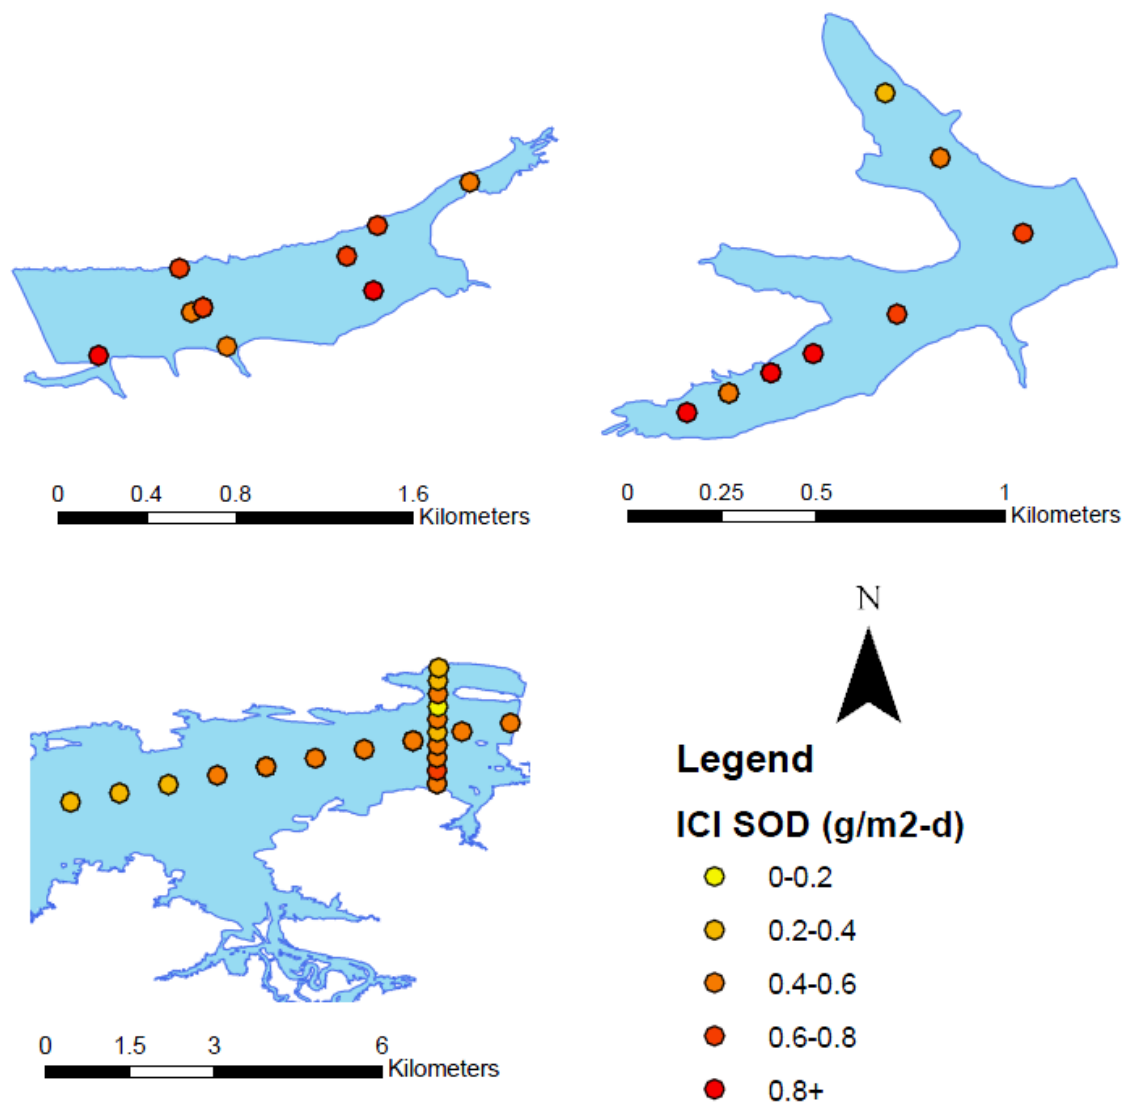 0 0.4 0.8 1.6
Kilometers
0 0.25 0.5 1
Kilometers
N
Legend
ICI SOD (g/m2-d)
0-0.2
0.2-0.4
0.4-0.6
0.6-0.8
0.8+
0 1.5 3 6
Kilometers